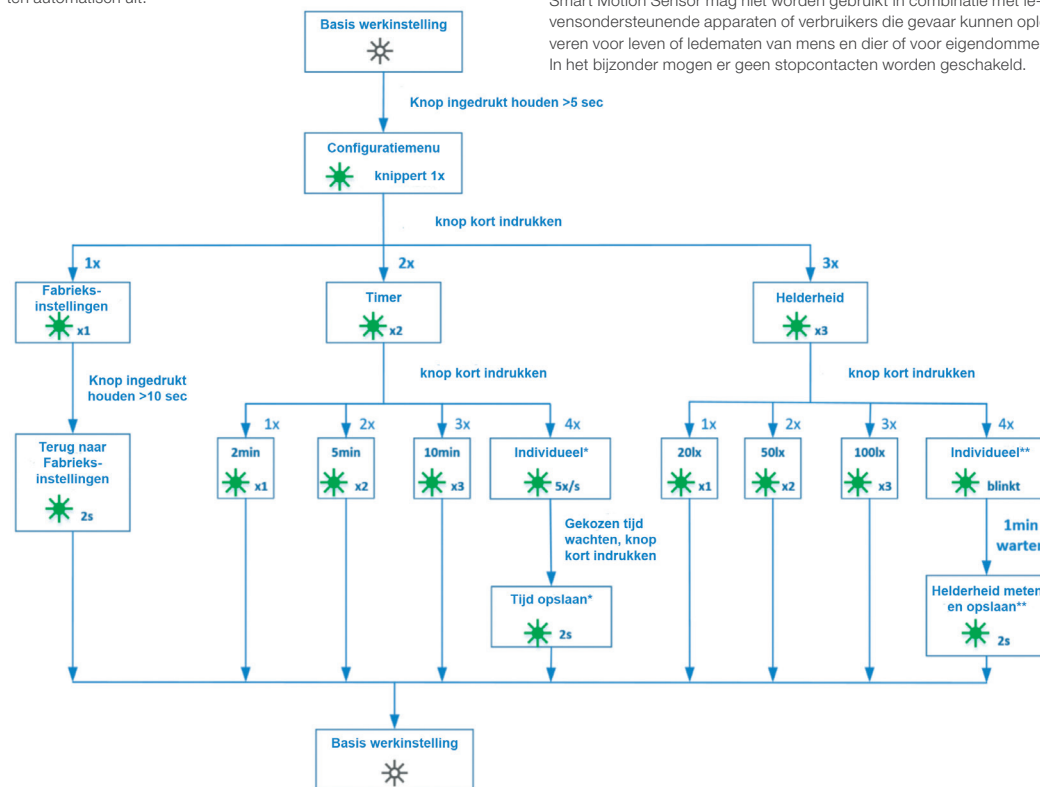 ten automatisch uit.
Smart Motion Sensor mag niet worden gebruikt in combinatie met le-
vensondersteunende apparaten of verbruikers die gevaar kunnen ople
veren voor leven of ledematen van mens en dier of voor eigendomme
In het bijzonder mogen er geen stopcontacten worden geschakeld.
Basis werkinstelling
Knop ingedrukt houden >5 sec
Configuratiemenu
knippert 1x
knop kort indrukken
1x
2x
3x
Fabrieks-
instellingen
x1
Timer
x2
Helderheid
x3
Knop ingedrukt
houden >10 sec
knop kort indrukken
knop kort indrukken
1x
2x
3x
4x
1x
2x
3x
4x
Terug naar
Fabrieks-
instellingen
2s
2min
x1
5min
x2
10min
x3
Individueel*
5x/s
20lx
x1
50lx
x2
100lx
x3
Individueel**
blinkt
Gekozen tijd
wachten, knop
kort indrukken
1min
warten
Tijd opslaan*
2s
Helderheid meten
en opslaan**
2s
Basis werkinstelling